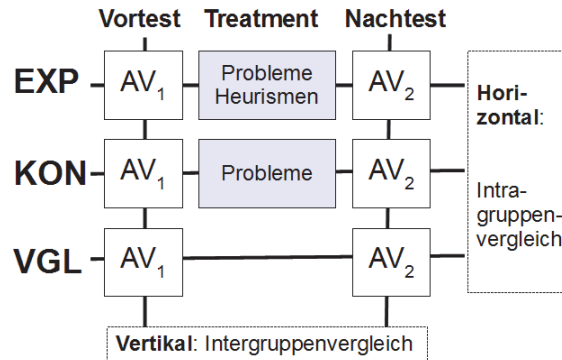 Vortest Treatment Nachtest
EXP AV1 Probleme AV2
Heurismen
Hori-
zontal:
KON AV1 Probleme AV2
Intra-
gruppen-
vergleich
VGL AV1 AV2
Vertikal: Intergruppenvergleich